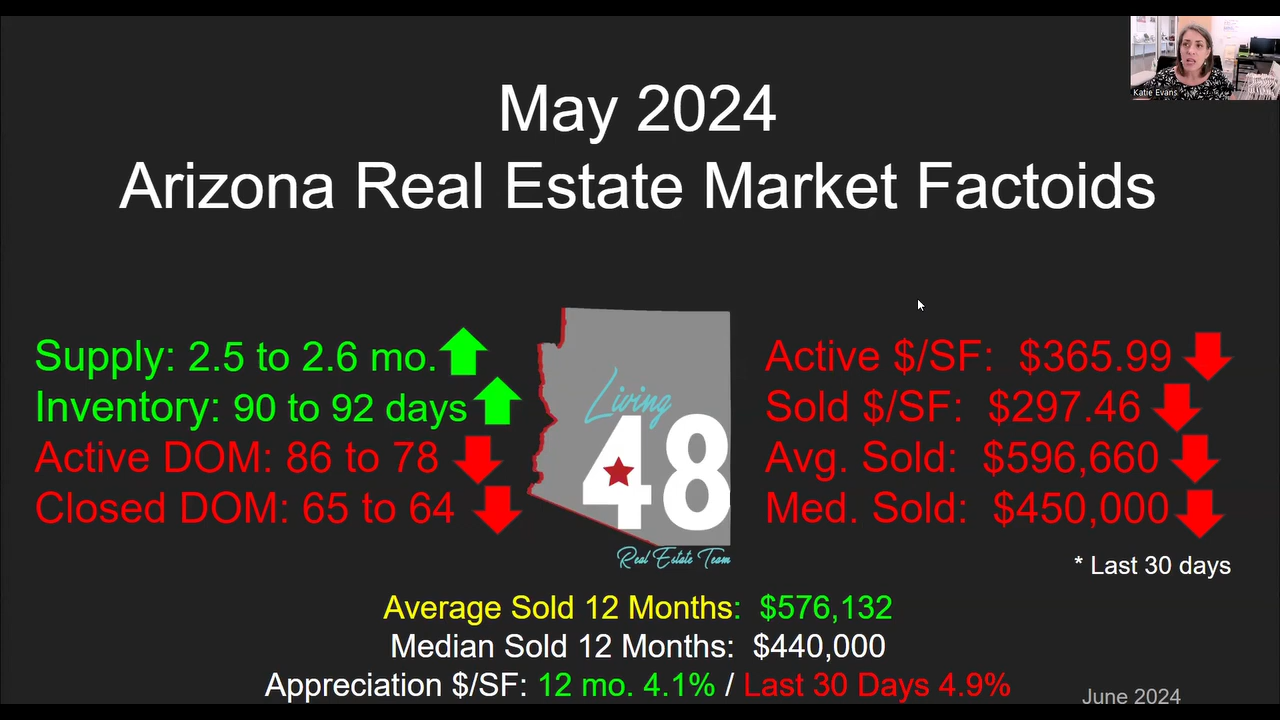 Katie Evans
May 2024
Arizona Real Estate Market Factoids
Supply: 2.5 to 2.6 mo.
Inventory: 90 to 92 days
Active DOM: 86 to 78
Closed DOM: 65 to 64
Living
48
Real Estate Team
Active $/SF: $365.99
Sold $/SF: $297.46
Avg. Sold: $596,660
Med. Sold: $450,000
* Last 30 days
Average Sold 12 Months: $576,132
Median Sold 12 Months: $440,000
Appreciation $/SF: 12 mo. 4.1% / Last 30 Days 4.9%
June 2024